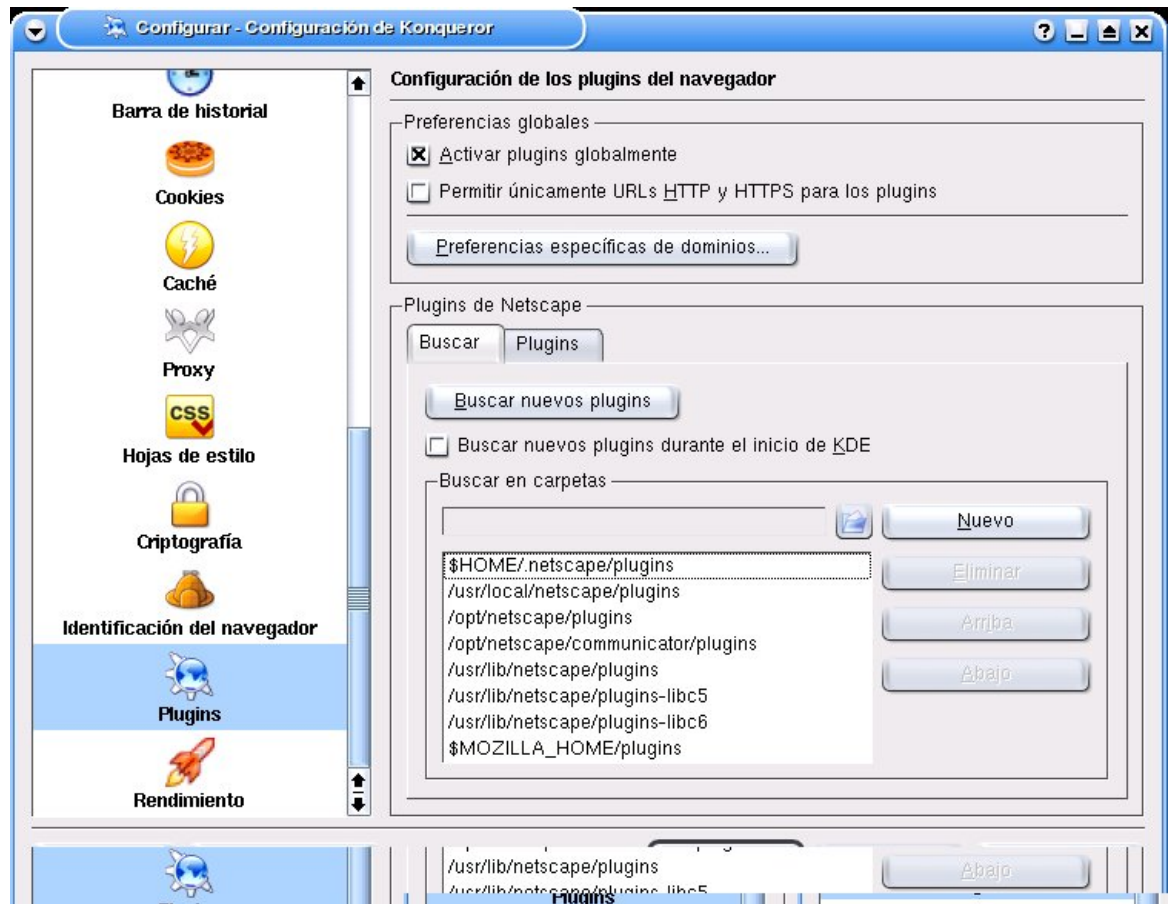 Configurar - Configuración de Konqueror
Barra de historial
Cookies
Caché
Proxy
CSS
Hojas de estilo
Criptografía
Identificación del navegador
Plugins
Rendimiento
Configuración de los plugins del navegador
Preferencias globales
Activar plugins globalmente
Permitir únicamente URLs HTTP y HTTPS para los plugins
Preferencias específicas de dominios...
Plugins de Netscape
Buscar Plugins
Buscar nuevos plugins
Buscar nuevos plugins durante el inicio de KDE
Buscar en carpetas
Nuevo
$HOME/.netscape/plugins
Eliminar
/usr/local/netscape/plugins
/opt/netscape/plugins
Arriba
/opt/netscape/communicator/plugins
/usr/lib/netscape/plugins
Abajo
/usr/lib/netscape/plugins-libc5
/usr/lib/netscape/plugins-libc6
$MOZILLA_HOME/plugins
/usr/lib/netscape/plugins
Abajo
/usr/lib/netscape/plugins-libc5
Plugins